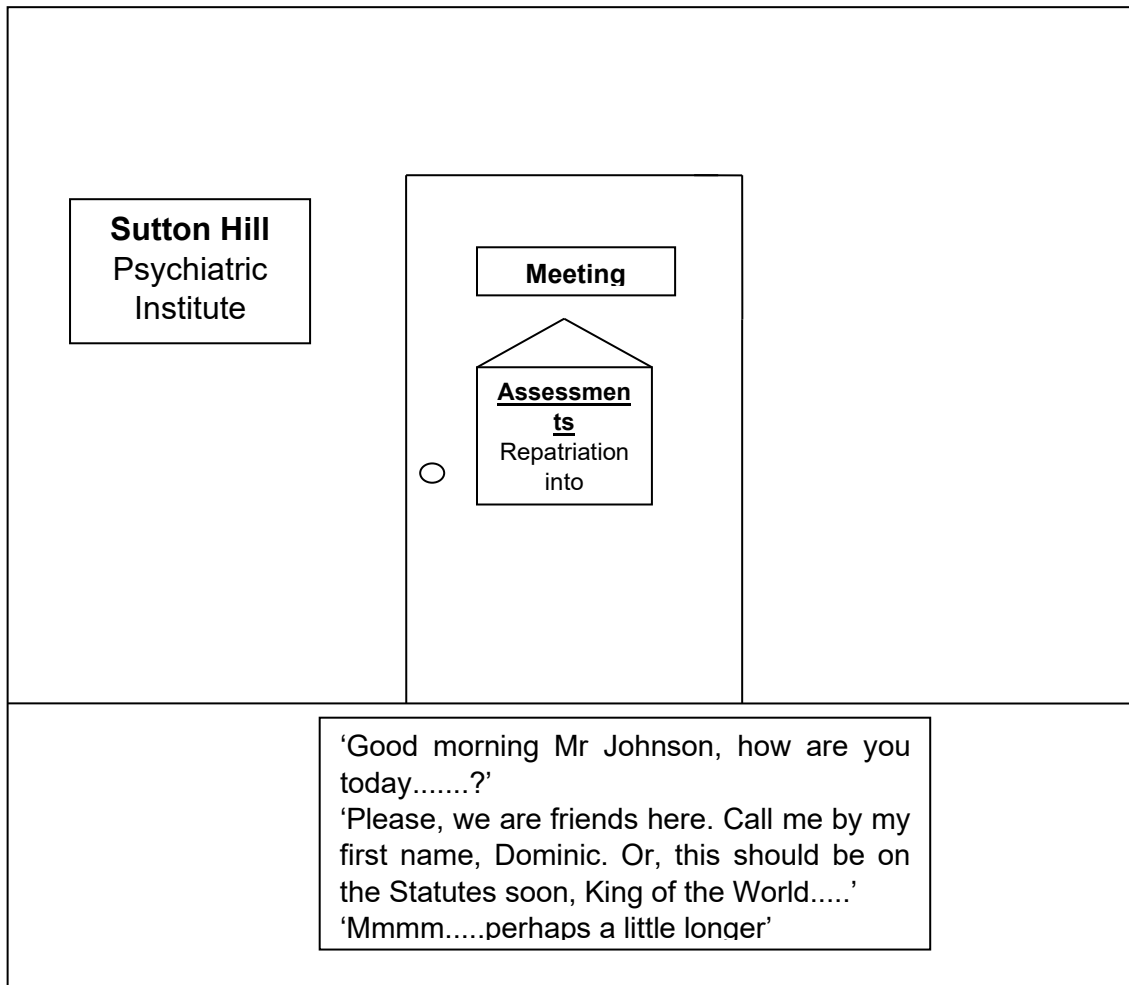 Sutton Hill
Psychiatric
Institute
Meeting
Assessmen
ts
Repatriation
into
‘Good morning Mr Johnson, how are you
today.......?’
‘Please, we are friends here. Call me by my
first name, Dominic. Or, this should be on
the Statutes soon, King of the World.....’
‘Mmmm.....perhaps a little longer’